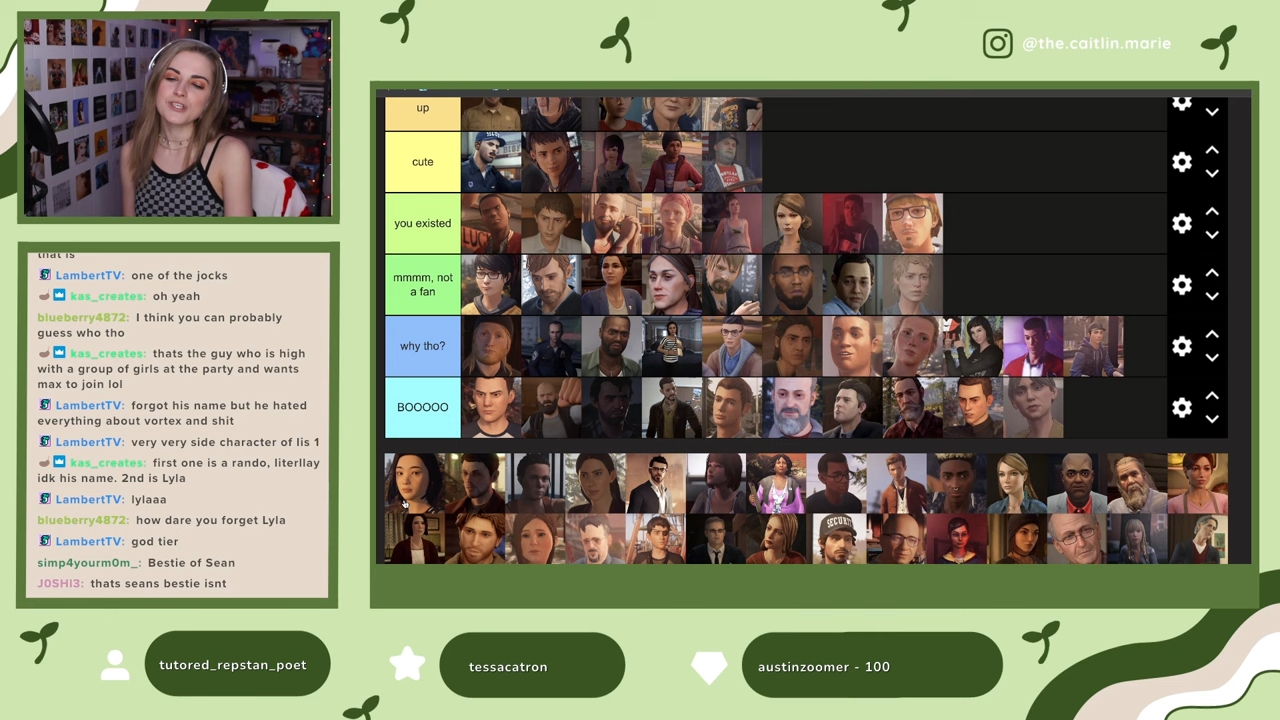 @the.caitlin.marie
up
cute
you existed
mmmm, not
a fan
why tho?
BOOOOO
that is
LambertTV: one of the jocks
kas_creates: oh yeah
blueberry4872: I think you can probably
guess who tho
kas_creates: thats the guy who is high
with a group of girls at the party and wants
max to join lol
LambertTV: forgot his name but he hated
everything about vortex and shit
LambertTV: very very side character of lis 1
kas_creates: first one is a rando, literllay
idk his name. 2nd is Lyla
LambertTV: lylaaa
blueberry4872: how dare you forget Lyla
LambertTV: god tier
simp4yourm0m_: Bestie of Sean
J0SHI3: thats seans bestie isnt
SECURITY
tutored_repstan_poet
tessacatron
austinzoomer - 100